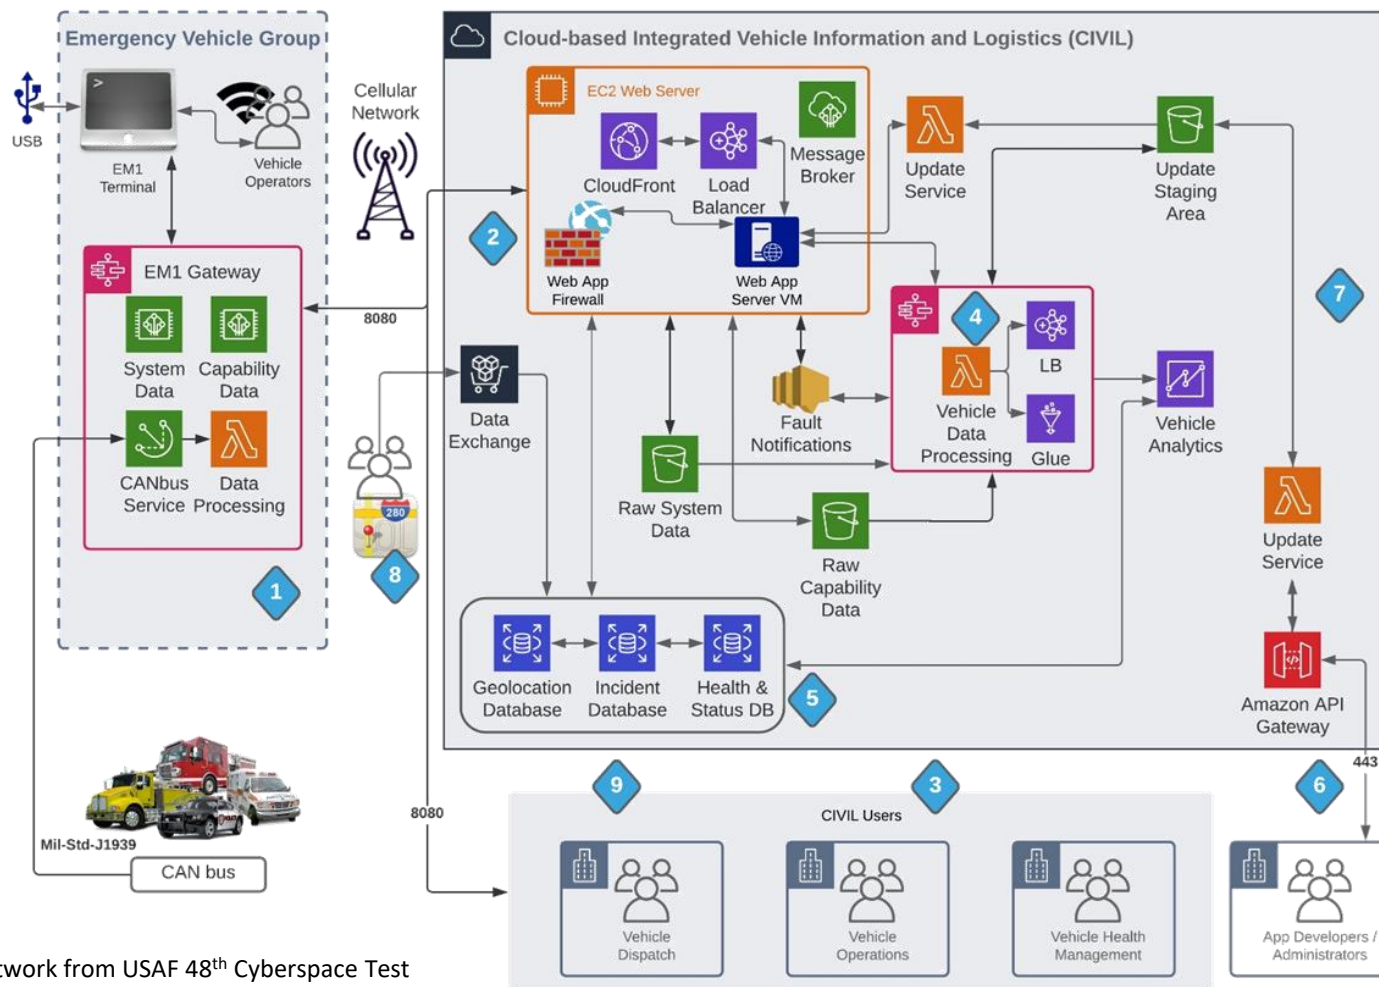 Emergency Vehicle Group
USB
>
EM1
Terminal
Vehicle
Operators
Cellular
Network
EM1 Gateway
System
Data
Capability
Data
CANbus
Service
Data
Processing
1
8080
Mil-Std-J1939
CAN bus
Cloud-based Integrated Vehicle Information and Logistics (CIVIL)
EC2 Web Server
CloudFront
Load
Balancer
Message
Broker
Web App
Firewall
Web App
Server VM
2
Update
Service
Update
Staging
Area
7
4
LB
Vehicle
Data
Processing
Glue
Vehicle
Analytics
Data
Exchange
Fault
Notifications
Raw System
Data
Raw
Capability
Data
280
8
Update
Service
Geolocation
Database
Incident
Database
Health &
Status DB
5
Amazon API
Gateway
443
8080
9
3
6
CIVIL Users
Vehicle
Dispatch
Vehicle
Operations
Vehicle Health
Management
App Developers /
Administrators
twork from USAF 48th Cyberspace Test